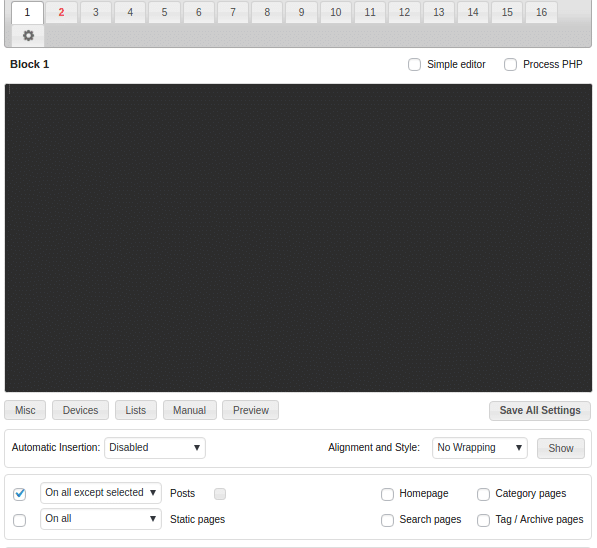 1 2 3 4 5 6 7 8 9 10 11 12 13 14 15 16
Block 1 Simple editor Process PHP
Misc Devices Lists Manual Preview Save All Settings
Automatic Insertion: Disabled Alignment and Style: No Wrapping Show
On all except selected Posts Homepage Category pages
On all Static pages Search pages Tag / Archive pages